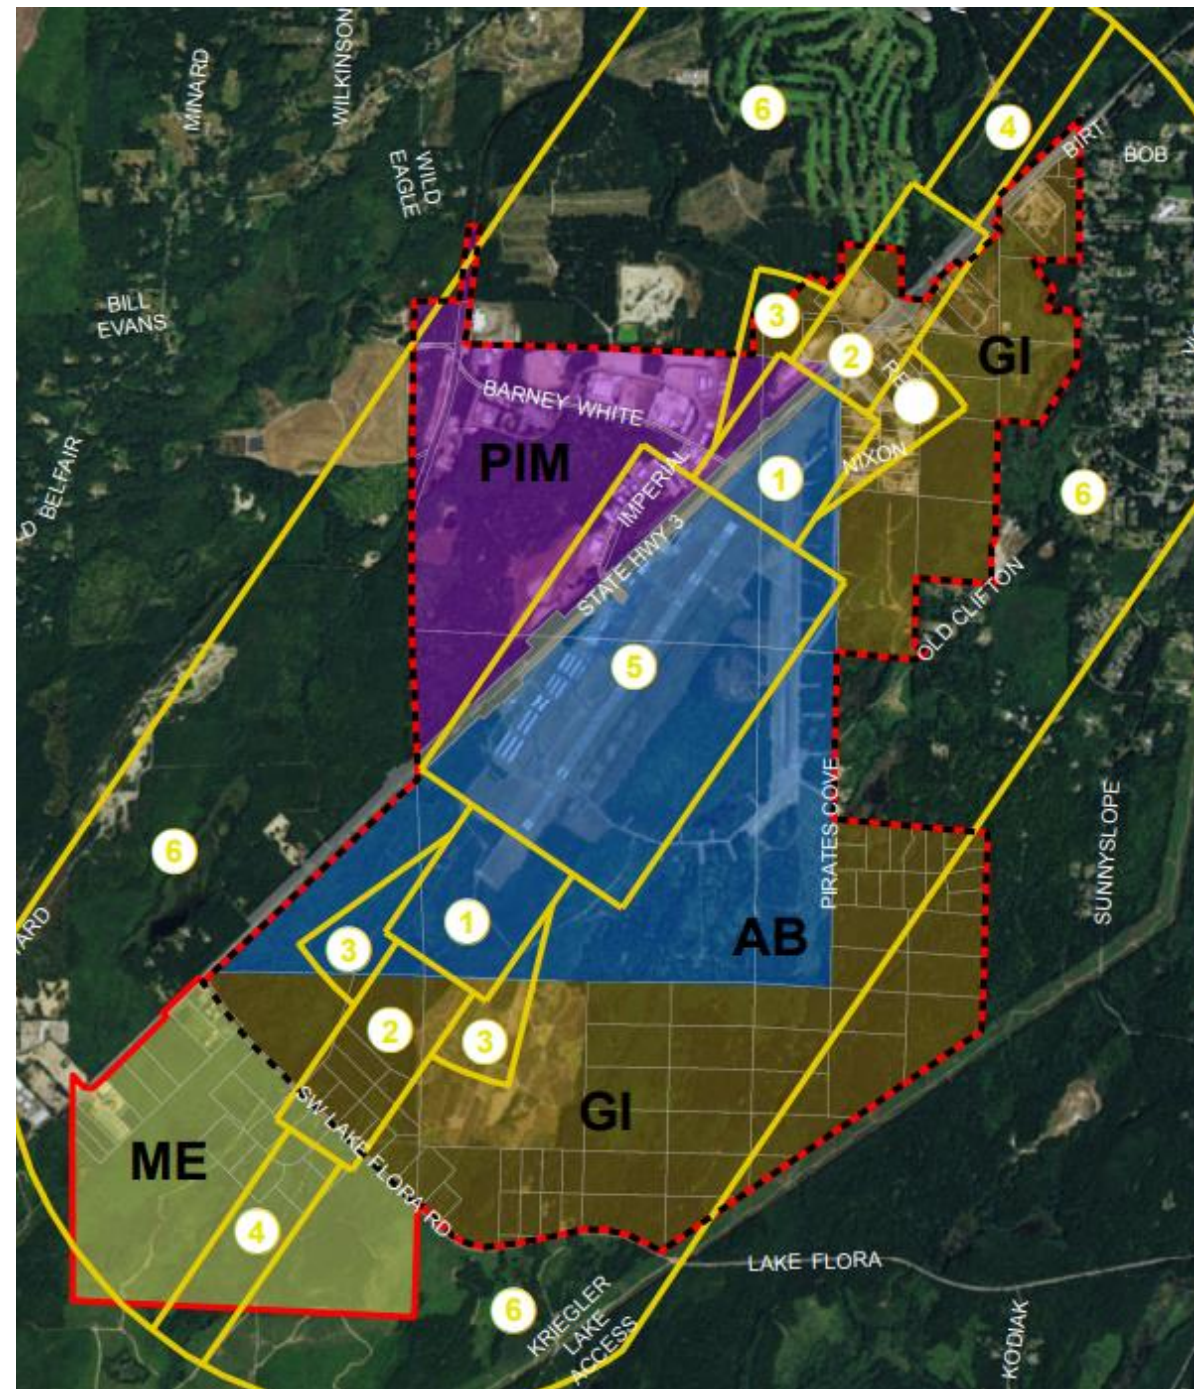 MINARD
WILKINSON
WILD
EAGLE
6
4
BIRT
BOB
BILL
EVANS
3
2
GI
BARNEY WHITE
PIM
NIXON
1
IMPERIAL
STATE HWY 3
6
BELFAIR
OLD CLIFTON
5
PIRATES COVE
SUNNYSLOPE
6
1
AB
3
2
3
GI
SW LAKE FLORA RD
ME
4
LAKE FLORA
6
KRIEGLER
LAKE
ACCESS
KODIAK